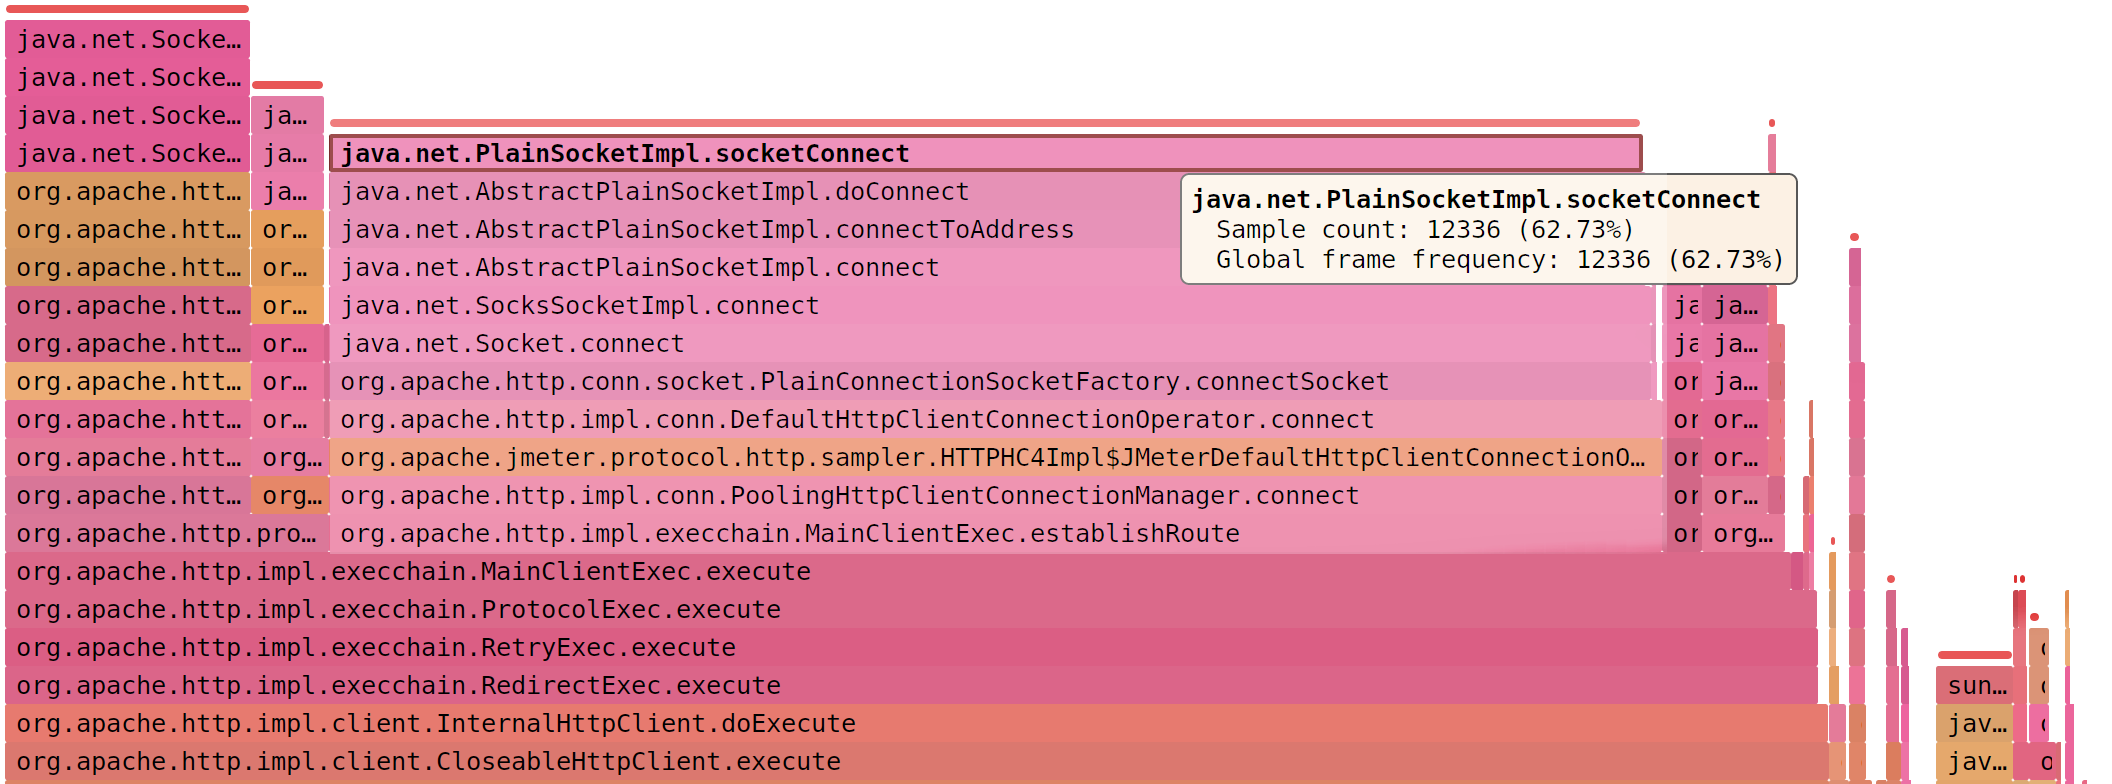 java.net.Socke…
java.net.Socke…
java.net.Socke… ja…
java.net.Socke… ja… java.net.PlainSocketImpl.socketConnect
org.apache.htt… ja… java.net.AbstractPlainSocketImpl.doConnect
java.net.PlainSocketImpl.socketConnect
Sample count: 12336 (62.73%)
Global frame frequency: 12336 (62.73%)
org.apache.htt… or… java.net.AbstractPlainSocketImpl.connectToAddress
org.apache.htt… or… java.net.AbstractPlainSocketImpl.connect
org.apache.htt… or… java.net.SocksSocketImpl.connect ja ja…
org.apache.htt… or… java.net.Socket.connect ja ja…
org.apache.htt… or… org.apache.http.conn.socket.PlainConnectionSocketFactory.connectSocket or ja…
org.apache.htt… or… org.apache.http.impl.conn.DefaultHttpClientConnectionOperator.connect or or…
org.apache.htt… org… org.apache.jmeter.protocol.http.sampler.HTTPHC4Impl$JMeterDefaultHttpClientConnectionO… or or…
org.apache.htt… org… org.apache.http.impl.conn.PoolingHttpClientConnectionManager.connect or or…
org.apache.http.pro… org.apache.http.impl.execchain.MainClientExec.establishRoute or org…
org.apache.http.impl.execchain.MainClientExec.execute
org.apache.http.impl.execchain.ProtocolExec.execute
org.apache.http.impl.execchain.RetryExec.execute
org.apache.http.impl.execchain.RedirectExec.execute sun…
org.apache.http.impl.client.InternalHttpClient.doExecute jav…
org.apache.http.impl.client.CloseableHttpClient.execute jav… o